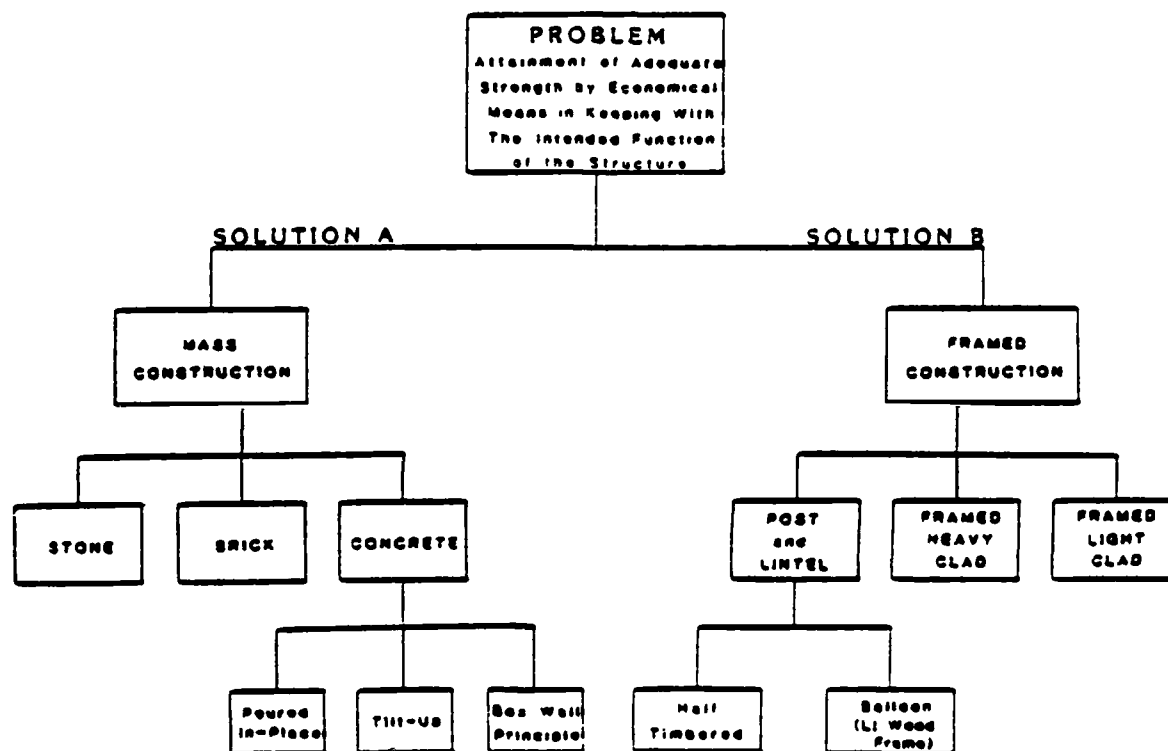 PROBLEM
Attainment of Adequate
Strength by Economical
Means in Keeping With
The Intended Function
of the Structure
SOLUTION A
SOLUTION B
MASS
CONSTRUCTION
FRAMED
CONSTRUCTION
STONE
BRICK
CONCRETE
POST
and
LINTEL
FRAMED
HEAVY
CLAD
FRAMED
LIGHT
CLAD
Poured
In-Place
Tilt-Up
Box Wall
Principle
Half
Timbered
Balloon
(Lt Wood
Frame)